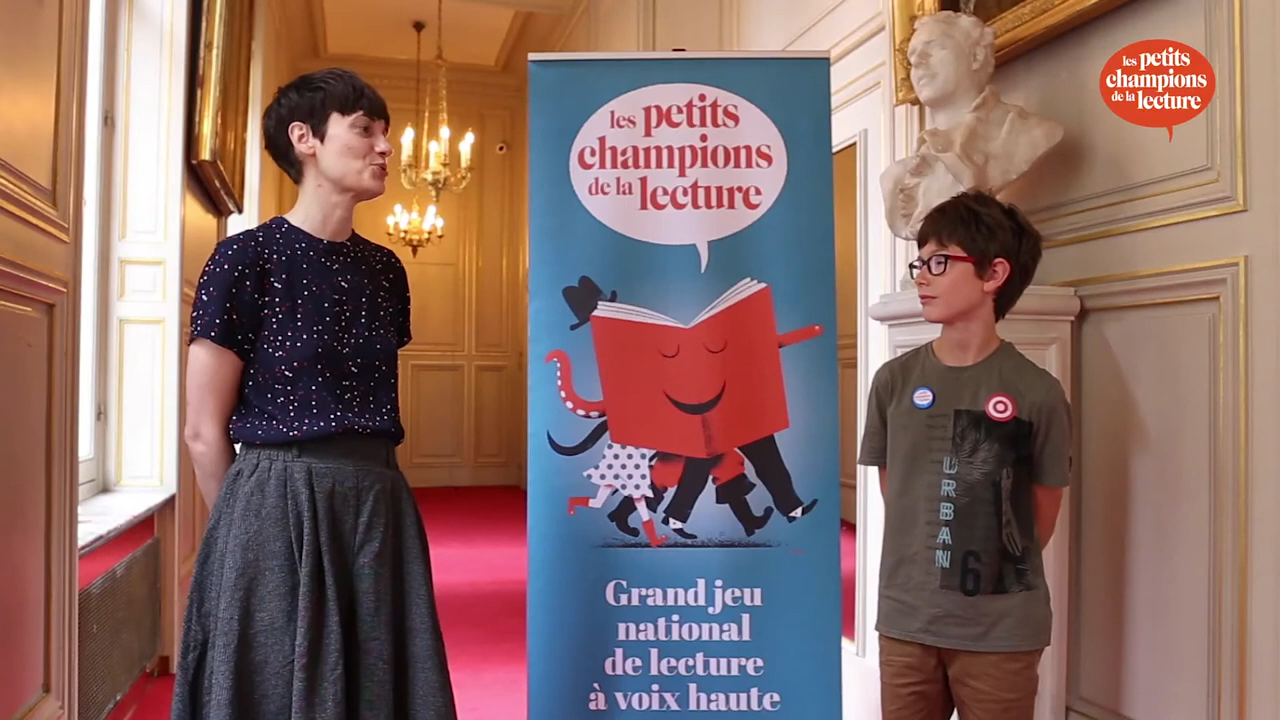 les petits
champions
de la lecture
Grand jeu
national
de lecture
à voix haute
les petits
champions
de la lecture
URBAN
6